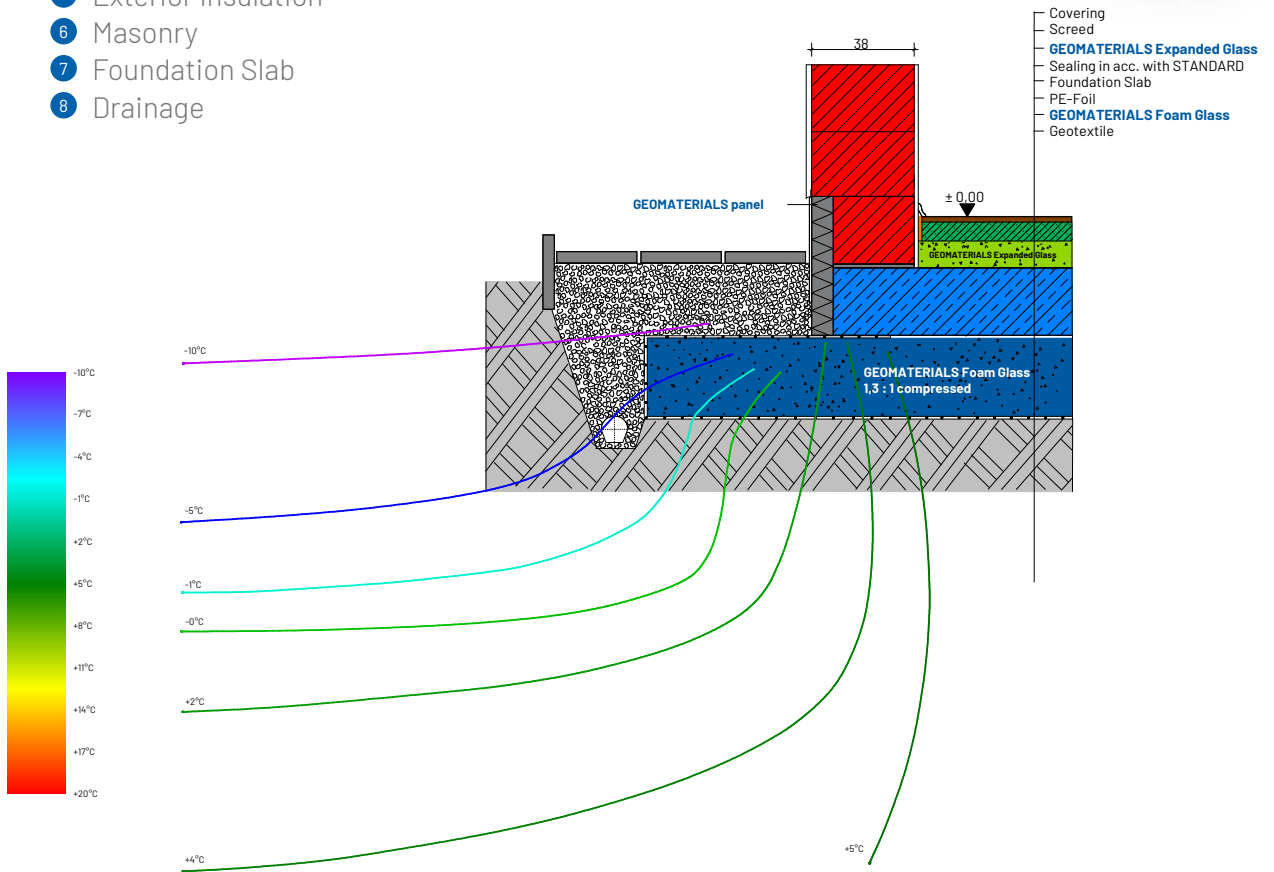 Exterior Insulation
6 Masonry
7 Foundation Slab
8 Drainage
Covering
Screed
GEOMATERIALS Expanded Glass
Sealing in acc. with STANDARD
Foundation Slab
PE-Foil
GEOMATERIALS Foam Glass
Geotextile
38
GEOMATERIALS panel
± 0,00
GEOMATERIALS Expanded Glass
GEOMATERIALS Foam Glass
1,3 : 1 compressed
-10°C
-5°C
-1°C
-0°C
+2°C
+4°C
+5°C
-10°C
-7°C
-4°C
-1°C
+2°C
+5°C
+8°C
+11°C
+14°C
+17°C
+20°C